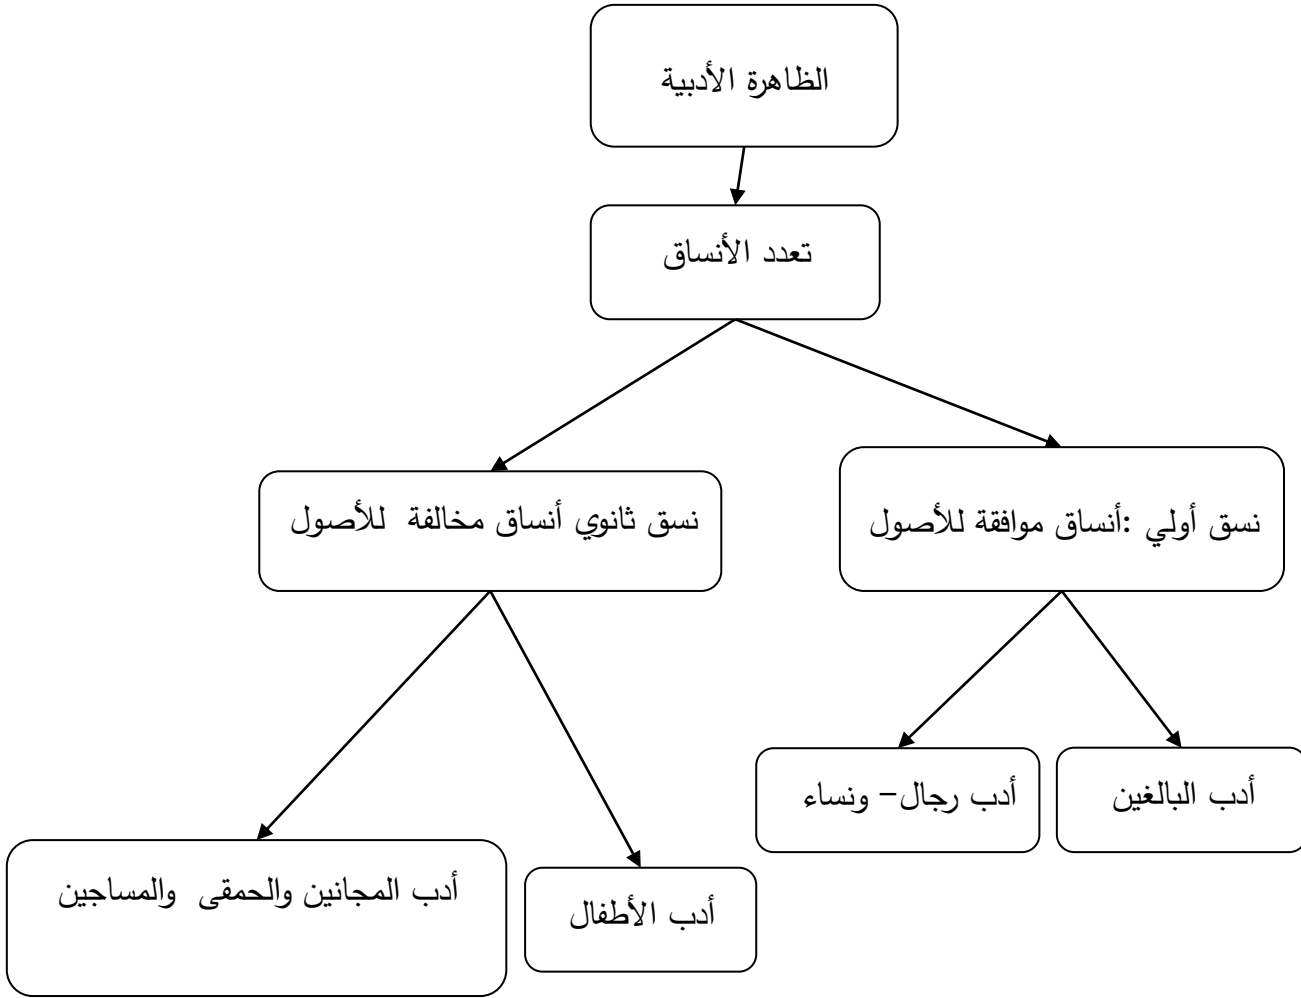 الظاهرة الأدبية
تعدد الأنساق
نسق أولي :أنساق موافقة للأصول
نسق ثانوي أنساق مخالفة للأصول
أدب البالغين
أدب رجال– ونساء
أدب الأطفال
أدب المجانين والحمقى والمساجين